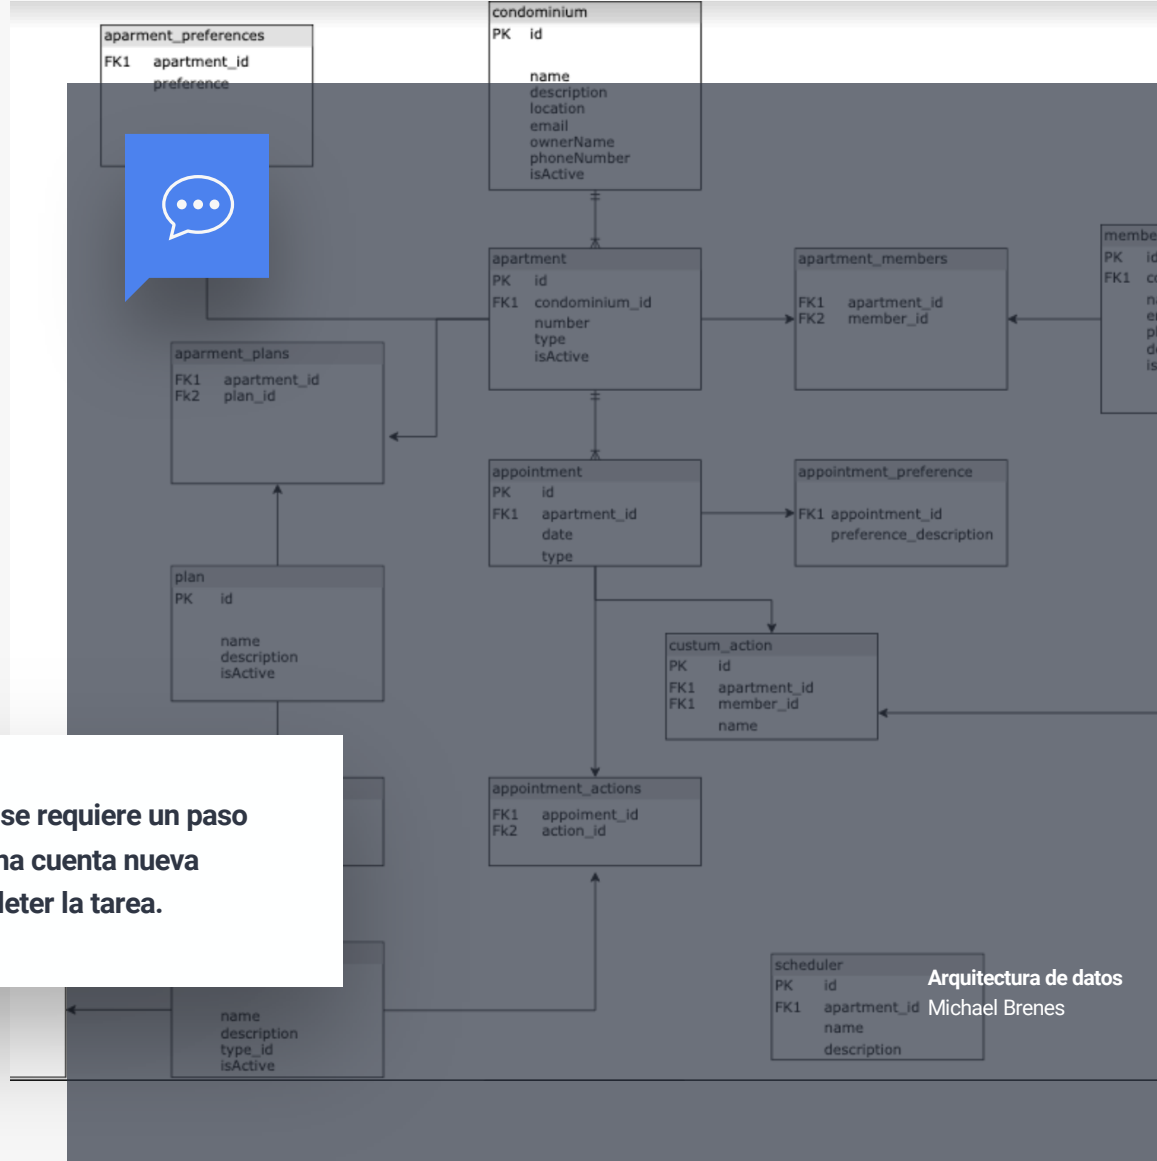 condominium
PK id
name
description
location
email
ownerName
phoneNumber
isActive
aparment_preferences
FK1 apartment_id
preference
apartment
PK id
FK1 condominium_id
number
type
isActive
apartment_members
FK1 apartment_id
FK2 member_id
membe
PK id
FK1 c
n
e
p
d
is
aparment_plans
FK1 apartment_id
Fk2 plan_id
appointment
PK id
FK1 apartment_id
date
type
appointment_preference
FK1 appointment_id
preference_description
plan
PK id
name
description
isActive
custum_action
PK id
FK1 apartment_id
FK1 member_id
name
appointment_actions
FK1 appoiment_id
Fk2 action_id
se requiere un paso
na cuenta nueva
leter la tarea.
name
description
type_id
isActive
scheduler
PK id
FK1 apartment_id
name
description
Arquitectura de datos
Michael Brenes